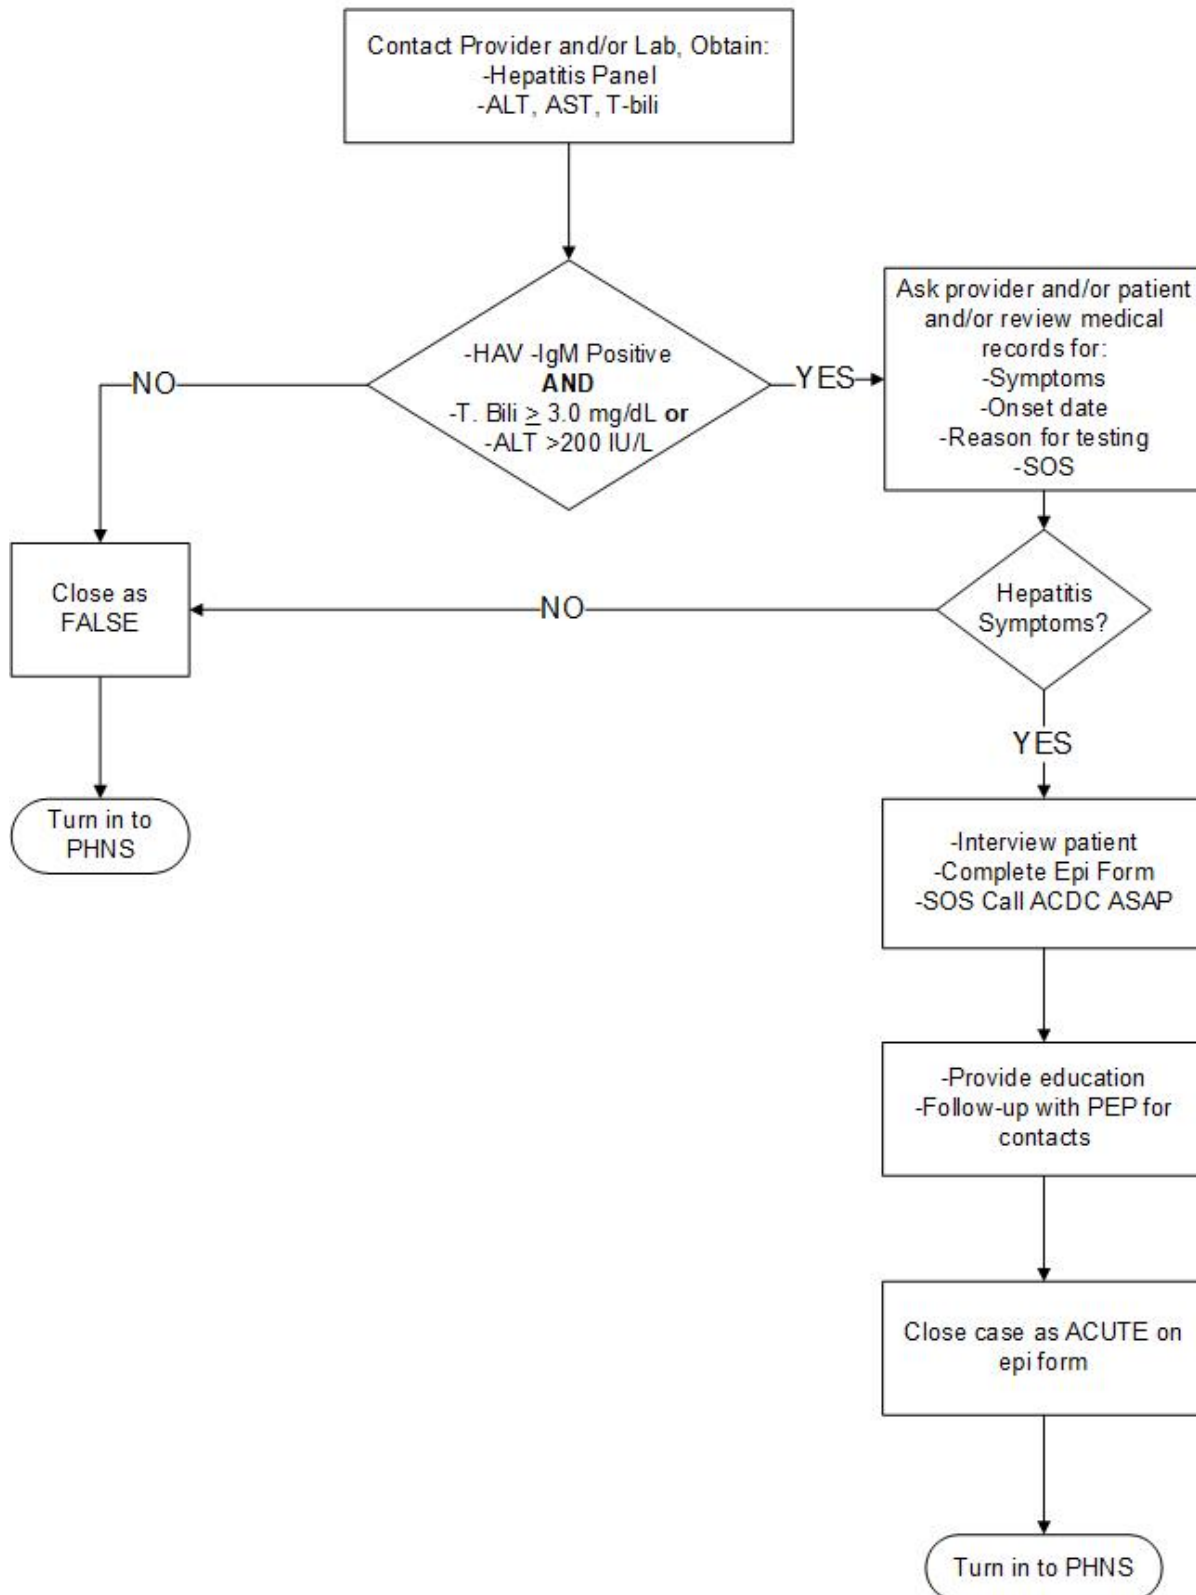 Contact Provider and/or Lab, Obtain:
-Hepatitis Panel
-ALT, AST, T-bili
-HAV -IgM Positive
AND
-T. Bili ≥ 3.0 mg/dL or
-ALT >200 IU/L
NO
YES
Ask provider and/or patient
and/or review medical
records for:
-Symptoms
-Onset date
-Reason for testing
-SOS
Close as
FALSE
NO
Hepatitis
Symptoms?
YES
Turn in to
PHNS
-Interview patient
-Complete Epi Form
-SOS Call ACDC ASAP
-Provide education
-Follow-up with PEP for
contacts
Close case as ACUTE on
epi form
Turn in to PHNS